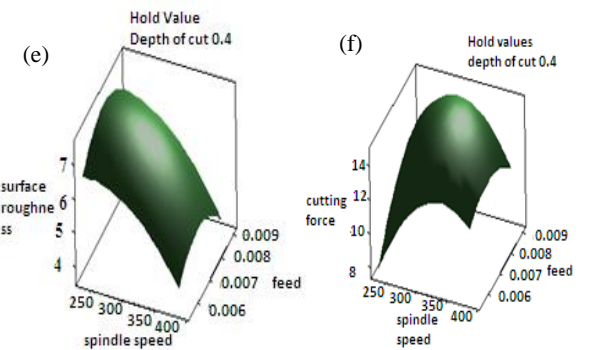 (e)
Hold Value
Depth of cut 0.4
7
6
5
4
surface
roughne
ss
250 300 350 400
spindle speed
0.009
0.008
0.007
0.006
feed
(f)
Hold values
depth of cut 0.4
14
12
10
8
cutting
force
250 300 350 400
spindle
speed
0.009
0.008
0.007
0.006
feed